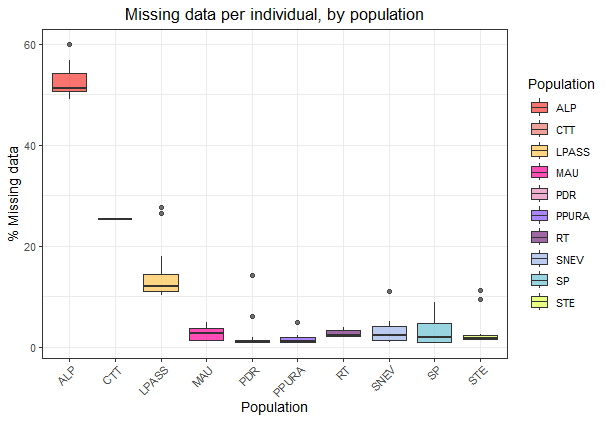 Missing data per individual, by population
% Missing data
60
40
20
0
ALP
CTT
LPASS
MAU
PDR
PPURA
RT
SNEV
SP
STE
Population
Population
ALP
CTT
LPASS
MAU
PDR
PPURA
RT
SNEV
SP
STE